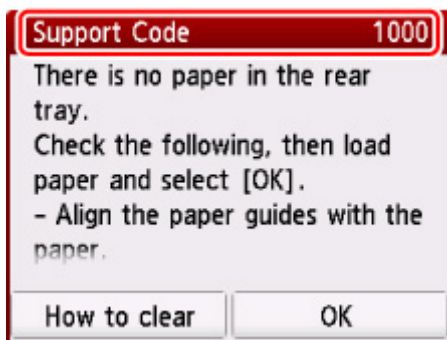 Support Code 1000
There is no paper in the rear
tray.
Check the following, then load
paper and select [OK].
– Align the paper guides with the
paper.
How to clear OK